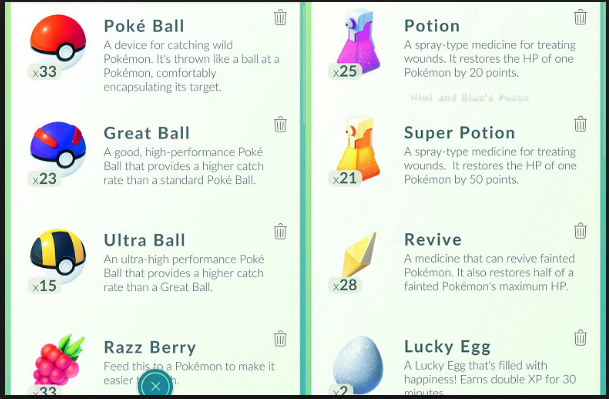 Poké Ball
A device for catching wild
Pokémon. It's thrown like a ball at a
Pokémon, comfortably
encapsulating its target.
x33
Great Ball
A good, high-performance Poké
Ball that provides a higher catch
rate than a standard Poké Ball.
x23
Ultra Ball
An ultra-high performance Poké
Ball that provides a higher catch
rate than a Great Ball.
x15
Razz Berry
Feed this to a Pokémon to make it
easier
x33
Potion
A spray-type medicine for treating
wounds. It restores the HP of one
Pokémon by 20 points.
x25
Nini and Blaz's Photo
Super Potion
A spray-type medicine for treating
wounds. It restores the HP of one
Pokémon by 50 points.
x21
Revive
A medicine that can revive fainted
Pokémon. It also restores half of a
fainted Pokémon's maximum HP.
x28
Lucky Egg
A Lucky Egg that's filled with
happiness! Earns double XP for 30
minutes.
x2